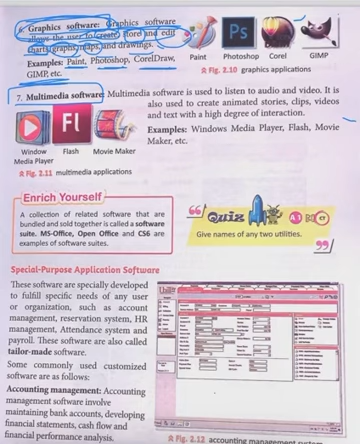 6. Graphics software: Graphics software
allows the user to create, store and edit
charts, graphs, maps, and drawings.
Examples: Paint, Photoshop, CorelDraw,
GIMP, etc.
Ps
Paint Photoshop Corel GIMP
Fig. 2.10 graphics applications
7. Multimedia software: Multimedia software is used to listen to audio and video. It is
also used to create animated stories, clips, videos
and text with a high degree of interaction.
Examples: Windows Media Player, Flash, Movie
Maker, etc.
Fl
Window Flash Movie Maker
Media Player
Fig. 2.11 multimedia applications
Enrich Yourself
A collection of related software that are
bundled and sold together is called a software
suite. MS-Office, Open Office and CS6 are
examples of software suites.
Quiz
Give names of any two utilities.
Special-Purpose Application Software
These software are specially developed
to fulfill specific needs of any user
or organization, such as account
management, reservation system, HR
management, Attendance system and
payroll. These software are also called
tailor-made software.
Some commonly used customized
software are as follows:
Accounting management: Accounting
management software involve
maintaining bank accounts, developing
financial statements, cash flow and
financial performance analysis.
Fig. 2.12 accounting management system